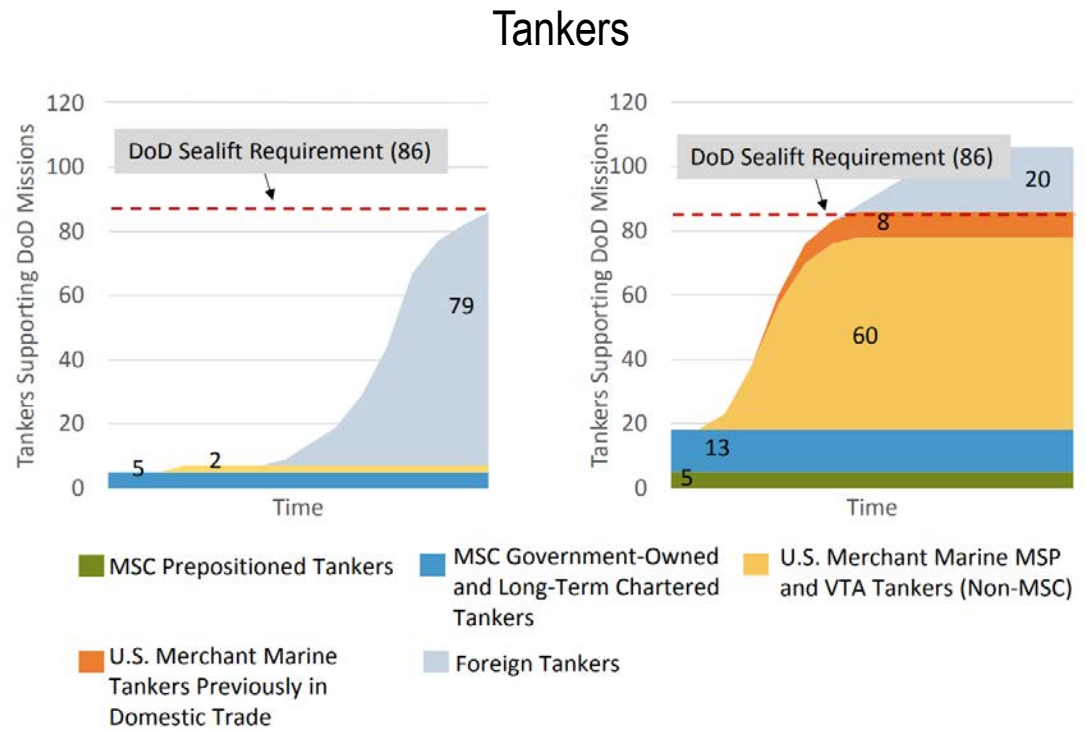 Tankers
Tankers Supporting DoD Missions
120
100
80
60
40
20
0
DoD Sealift Requirement (86)
79
5
2
Time
Tankers Supporting DoD Missions
120
100
80
60
40
20
0
DoD Sealift Requirement (86)
20
8
60
13
5
Time
MSC Prepositioned Tankers
MSC Government-Owned
and Long-Term Chartered
Tankers
U.S. Merchant Marine MSP
and VTA Tankers (Non-MSC)
U.S. Merchant Marine
Tankers Previously in
Domestic Trade
Foreign Tankers